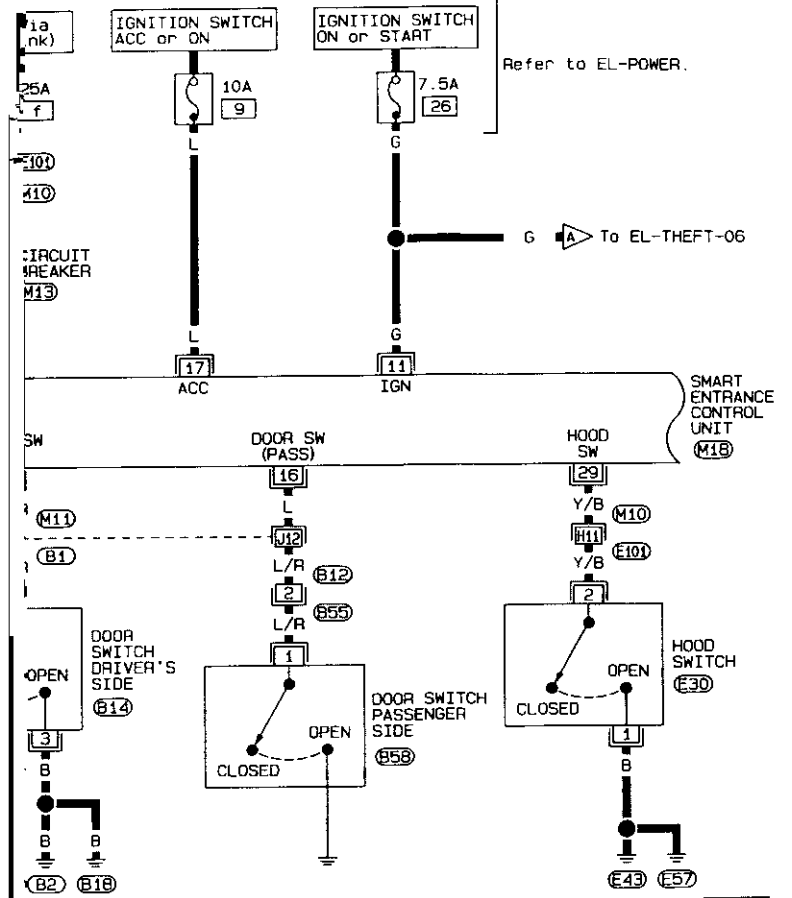 ia
nk)
IGNITION SWITCH
ACC or ON
IGNITION SWITCH
ON or START
Refer to EL-POWER.
25A
f
10A
9
7.5A
26
L
G
E101
M10
G
A
To EL-THEFT-06
CIRCUIT
BREAKER
M13
L
G
17
11
ACC
IGN
SMART
ENTRANCE
CONTROL
UNIT
M18
SW
DOOR SW
(PASS)
HOOD
SW
16
29
L
Y/B
M11
M10
J12
H11
B1
E101
L/R
B12
Y/B
2
B55
2
L/R
1
DOOR
SWITCH
DRIVER'S
SIDE
B14
OPEN
HOOD
SWITCH
E30
OPEN
CLOSED
DOOR SWITCH
PASSENGER
SIDE
B58
OPEN
CLOSED
3
1
B
B
B
B
B2
B18
E43
E57